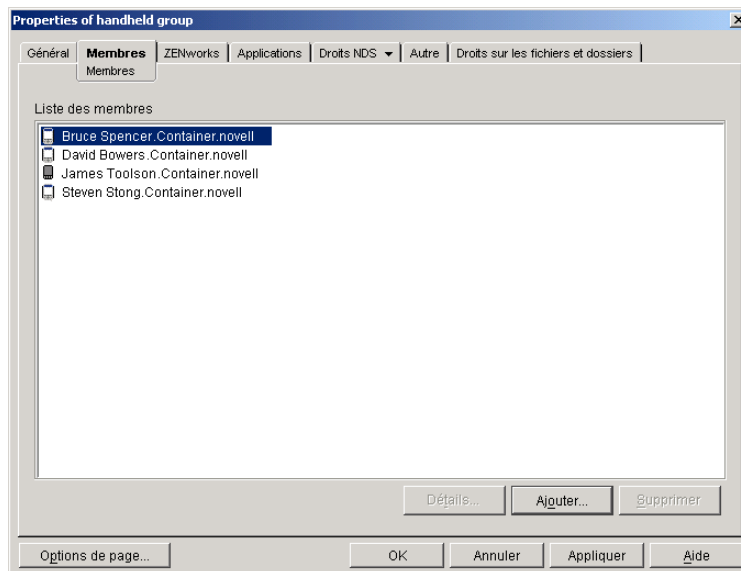 Properties of handheld group
Général Membres ZENworks Applications Droits NDS Autre Droits sur les fichiers et dossiers
Membres
Liste des membres
Bruce Spencer.Container.novell
David Bowers.Container.novell
James Toolson.Container.novell
Steven Stong.Container.novell
Détails... Ajouter... Supprimer
Options de page... OK Annuler Appliquer Aide